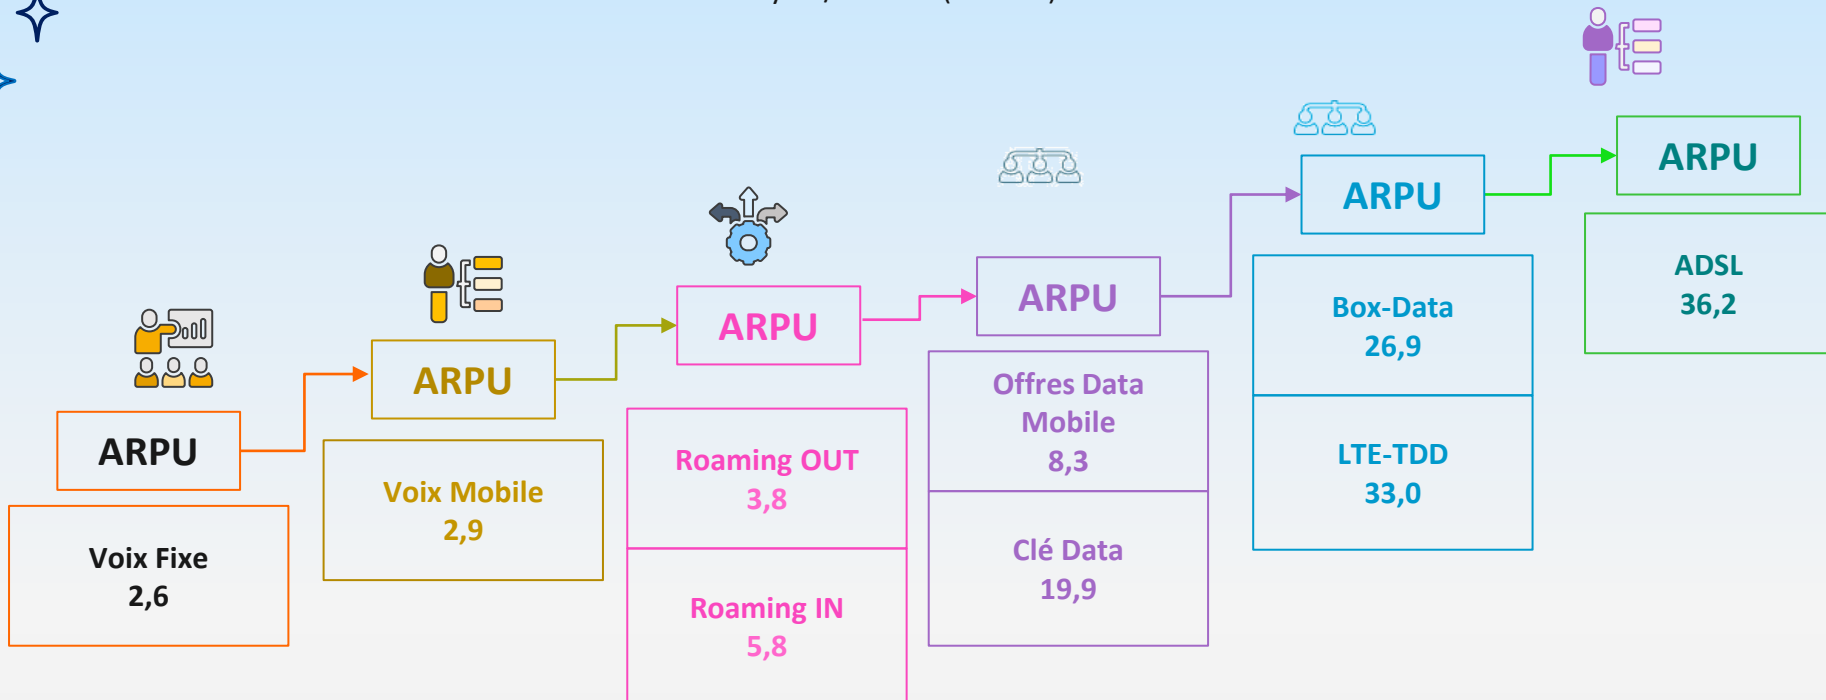 ARPU
Voix Fixe
2,6
ARPU
Voix Mobile
2,9
ARPU
Roaming OUT
3,8
Roaming IN
5,8
ARPU
Offres Data
Mobile
8,3
Clé Data
19,9
ARPU
Box-Data
26,9
LTE-TDD
33,0
ARPU
ADSL
36,2